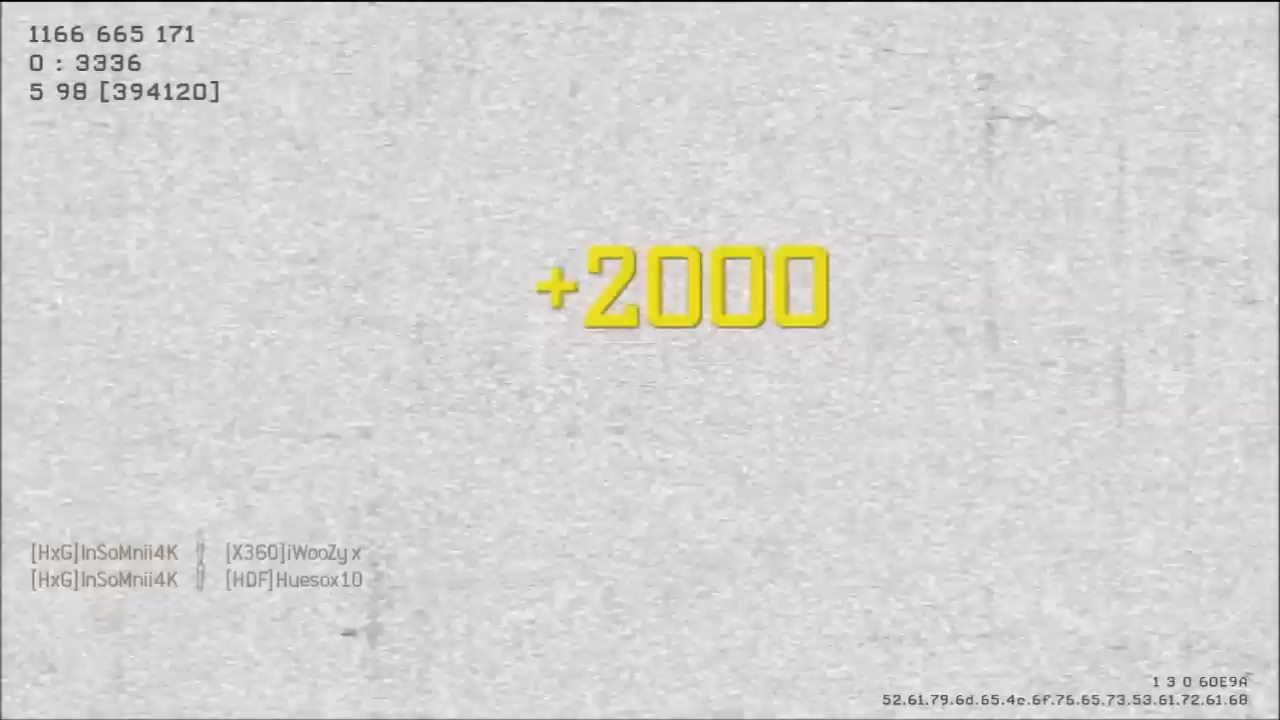 1166 665 171
0 : 3336
5 98 [394120]
+2000
[HxG]InSoMnii4K [X360]iWooZy x
[HxG]InSoMnii4K [HDF]Huesox10
1 3 0 60E9A
52.61.79.6d.65.4c.6f.76.65.73.53.61.72.61.68